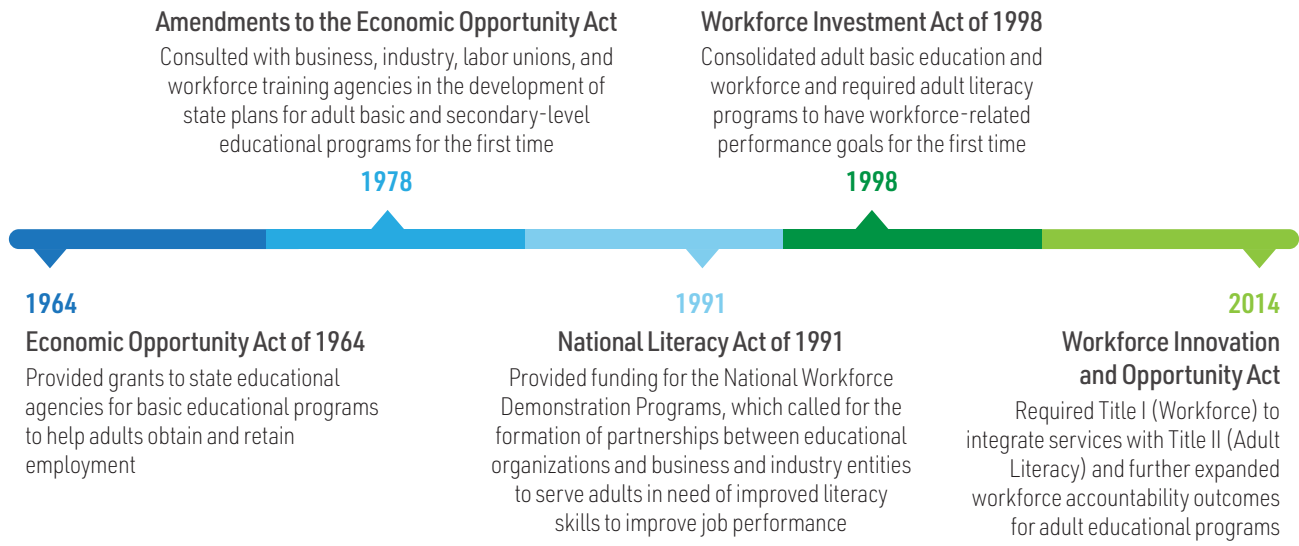 Amendments to the Economic Opportunity Act
Consulted with business, industry, labor unions, and
workforce training agencies in the development of
state plans for adult basic and secondary-level
educational programs for the first time
1978
Workforce Investment Act of 1998
Consolidated adult basic education and
workforce and required adult literacy
programs to have workforce-related
performance goals for the first time
1998
1964
Economic Opportunity Act of 1964
Provided grants to state educational
agencies for basic educational programs
to help adults obtain and retain
employment
1991
National Literacy Act of 1991
Provided funding for the National Workforce
Demonstration Programs, which called for the
formation of partnerships between educational
organizations and business and industry entities
to serve adults in need of improved literacy
skills to improve job performance
2014
Workforce Innovation
and Opportunity Act
Required Title I (Workforce) to
integrate services with Title II (Adult
Literacy) and further expanded
workforce accountability outcomes
for adult educational programs